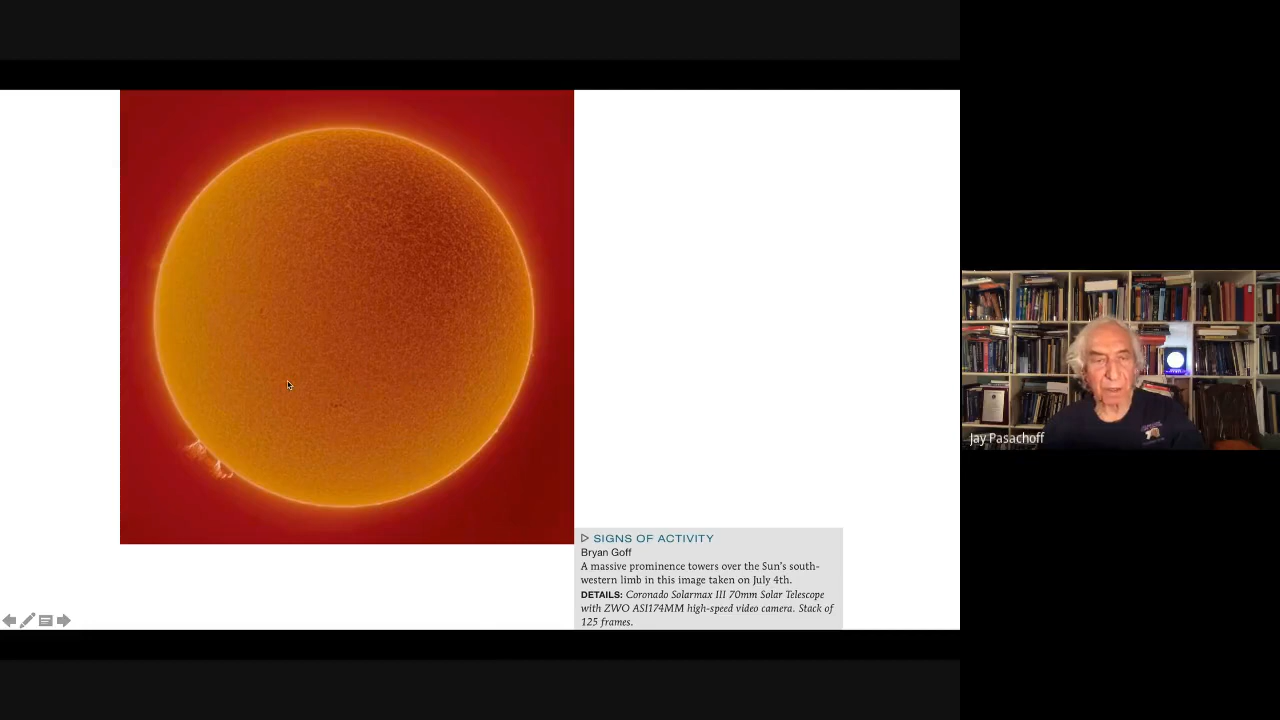 ▷ SIGNS OF ACTIVITY
Bryan Goff
A massive prominence towers over the Sun's south-
western limb in this image taken on July 4th.
DETAILS: Coronado Solarmax III 70mm Solar Telescope
with ZWO ASI174MM high-speed video camera. Stack of
125 frames.
Jay Pasachoff